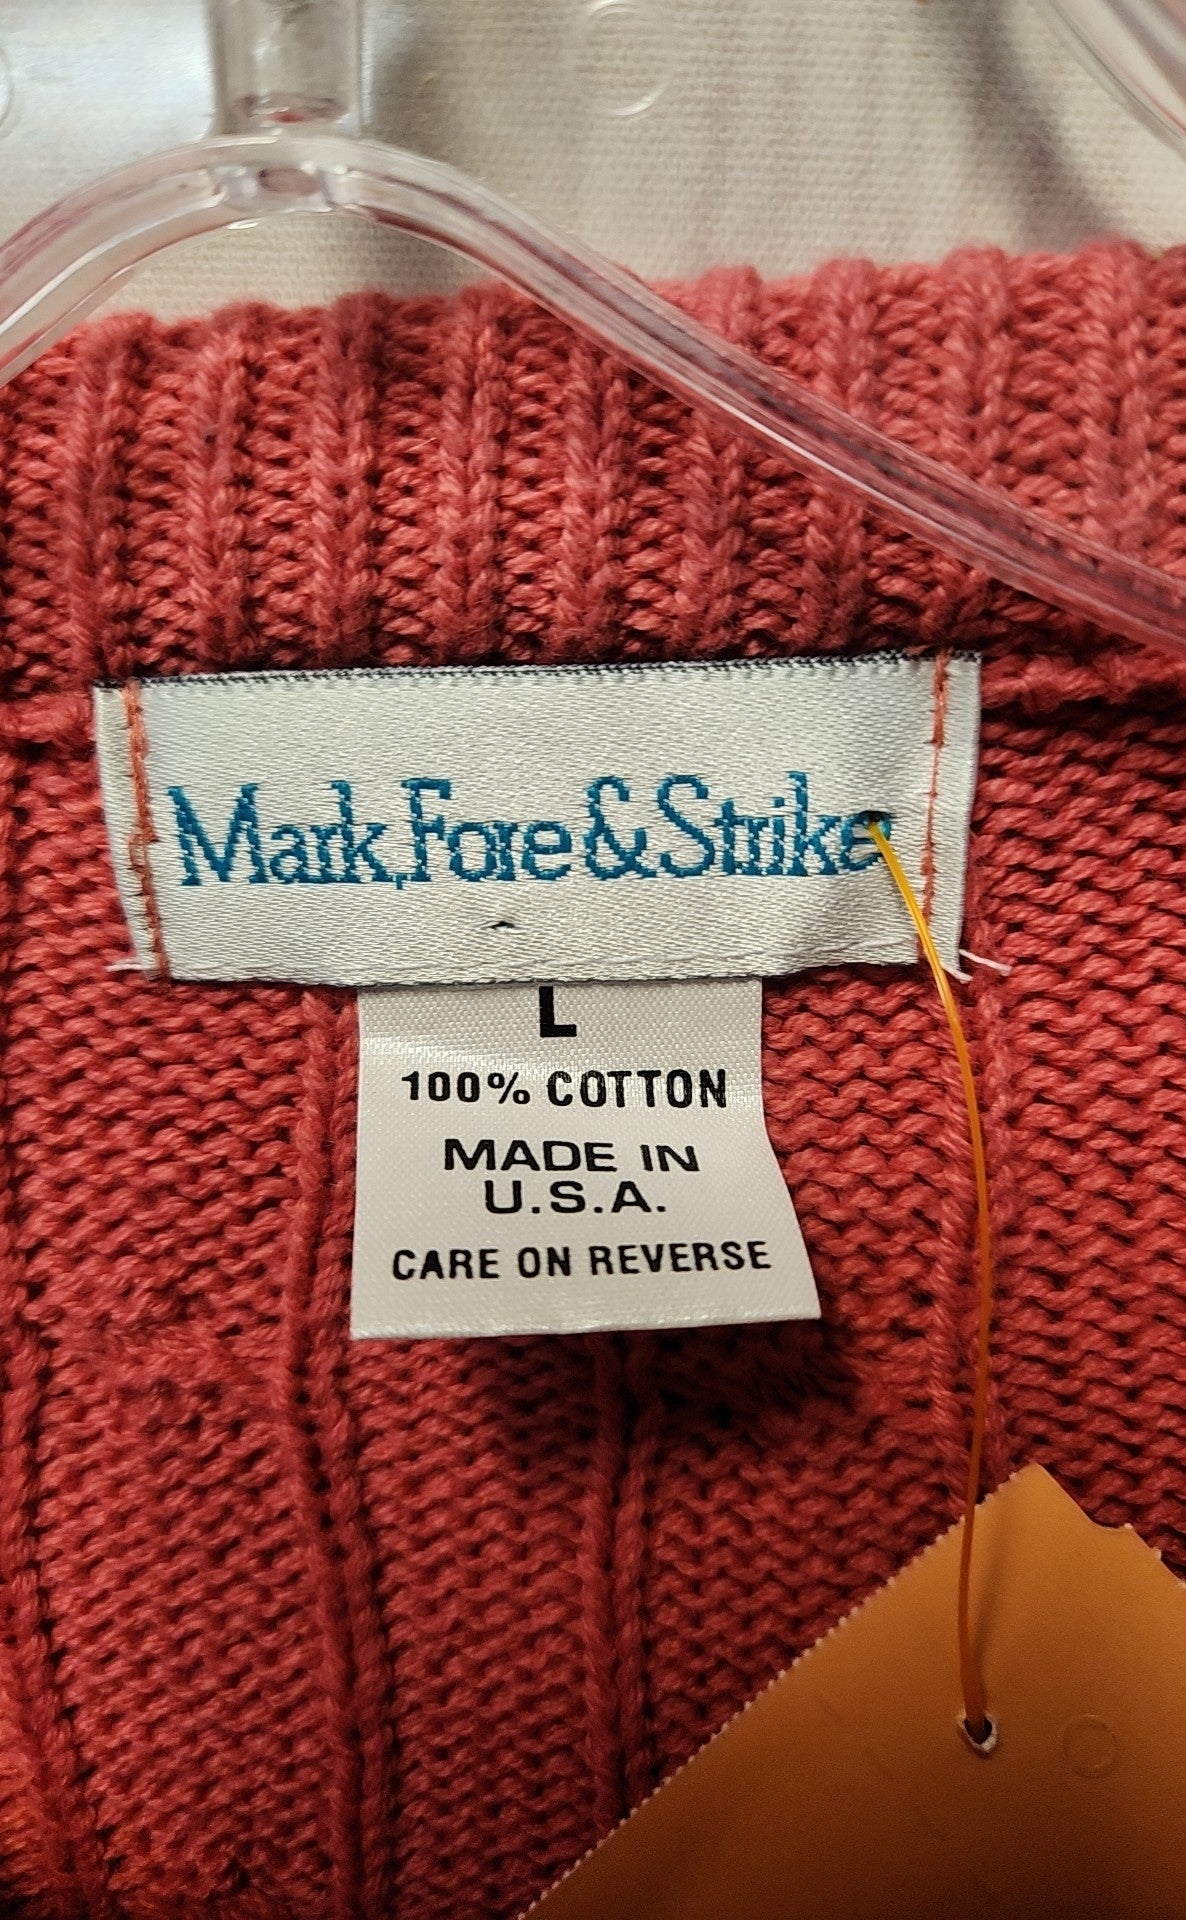 Mark, Fore & Strike
L
100% COTTON
MADE IN
U.S.A.
CARE ON REVERSE